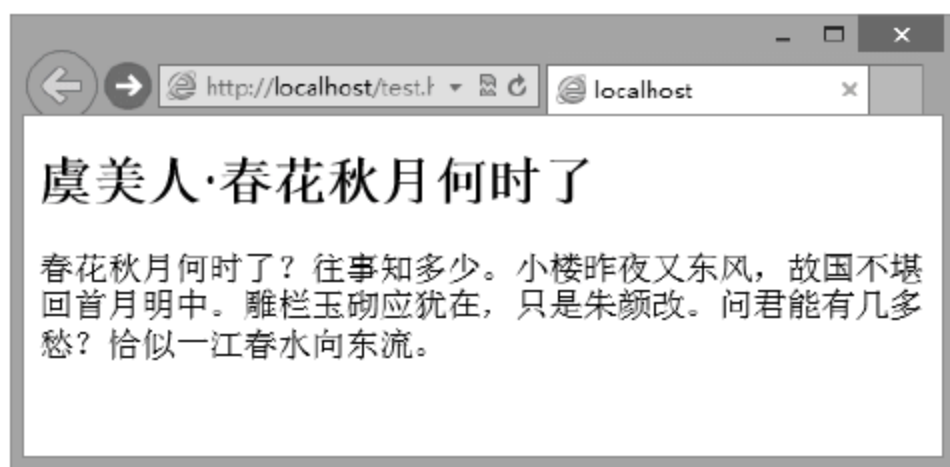 http://localhost/test.h
localhost
虞美人·春花秋月何时了
春花秋月何时了？往事知多少。小楼昨夜又东风，故国不堪
回首月明中。雕栏玉砌应犹在，只是朱颜改。问君能有几多
愁？恰似一江春水向东流。